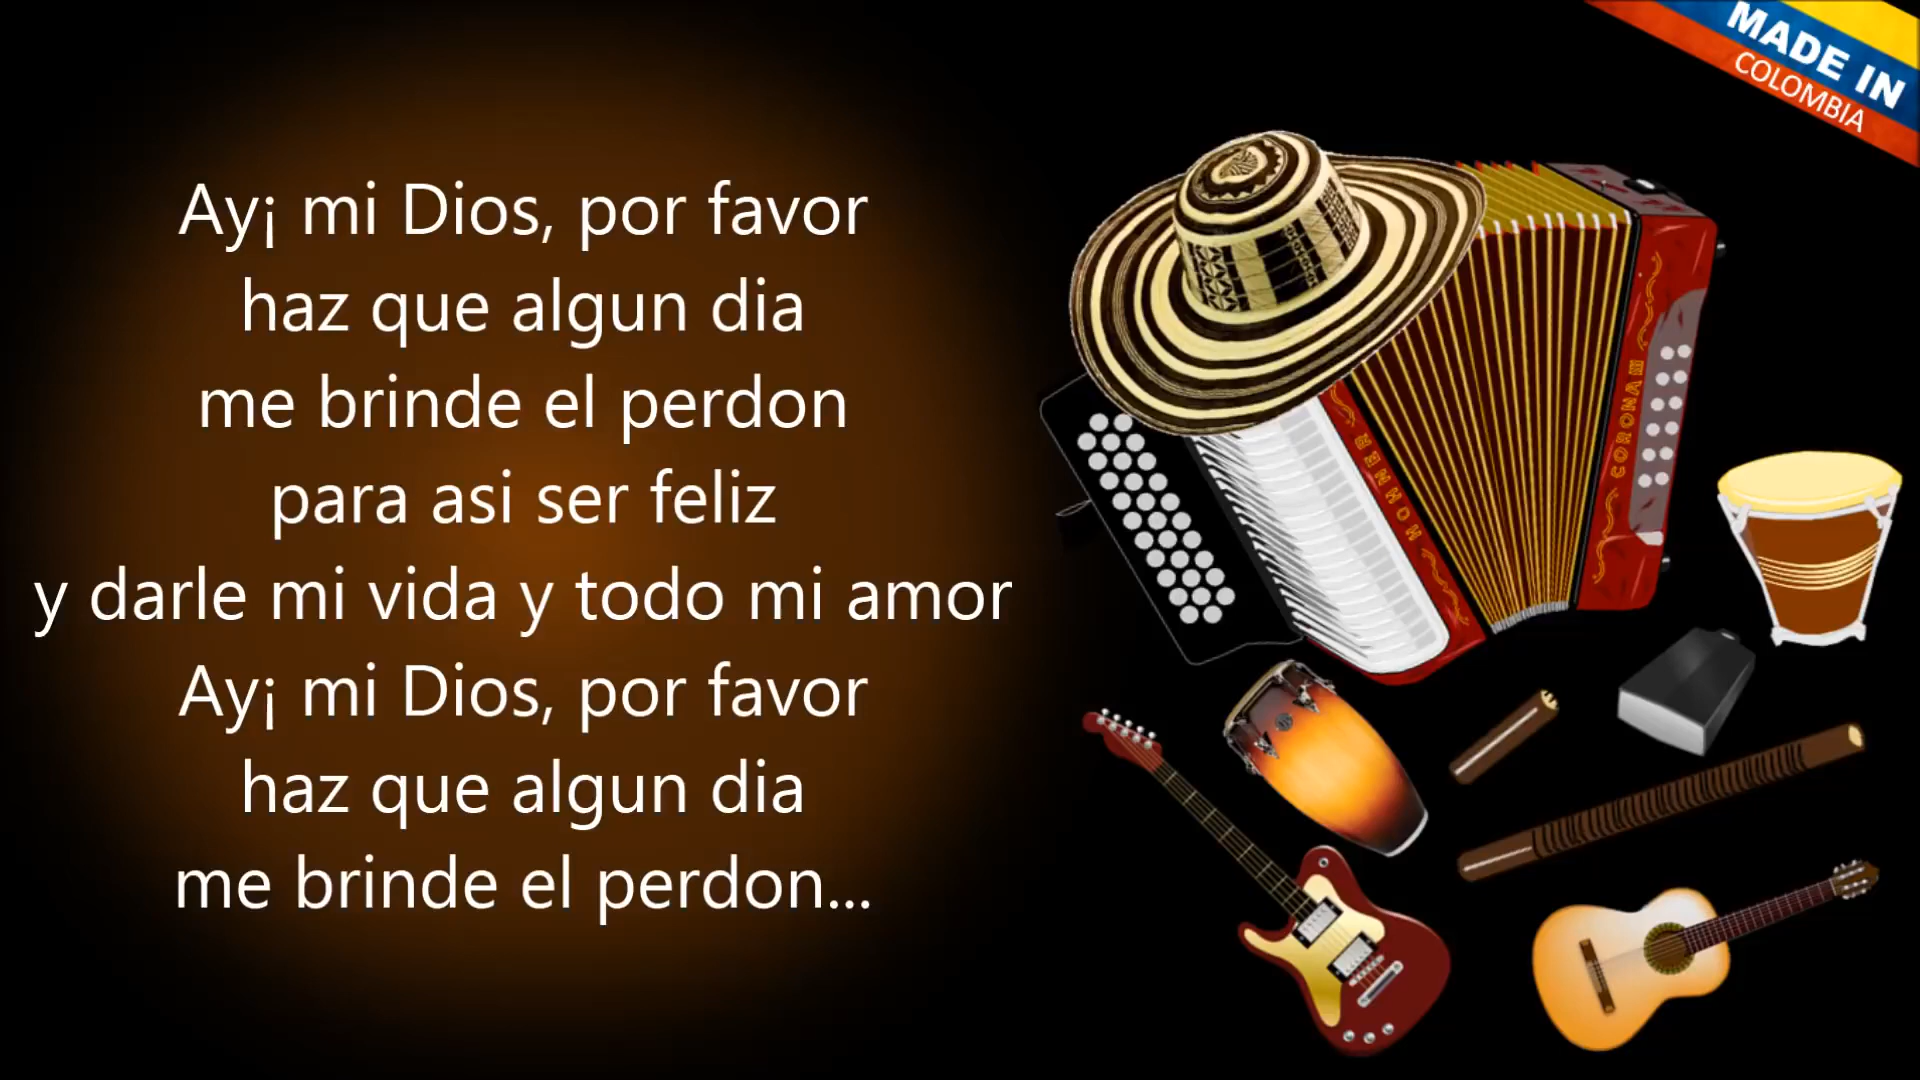 MADE IN
COLOMBIA
Ay¡ mi Dios, por favor
haz que algun dia
me brinde el perdon
para asi ser feliz
y darle mi vida y todo mi amor
Ay¡ mi Dios, por favor
haz que algun dia
me brinde el perdon...
HOHNER
CORONA III